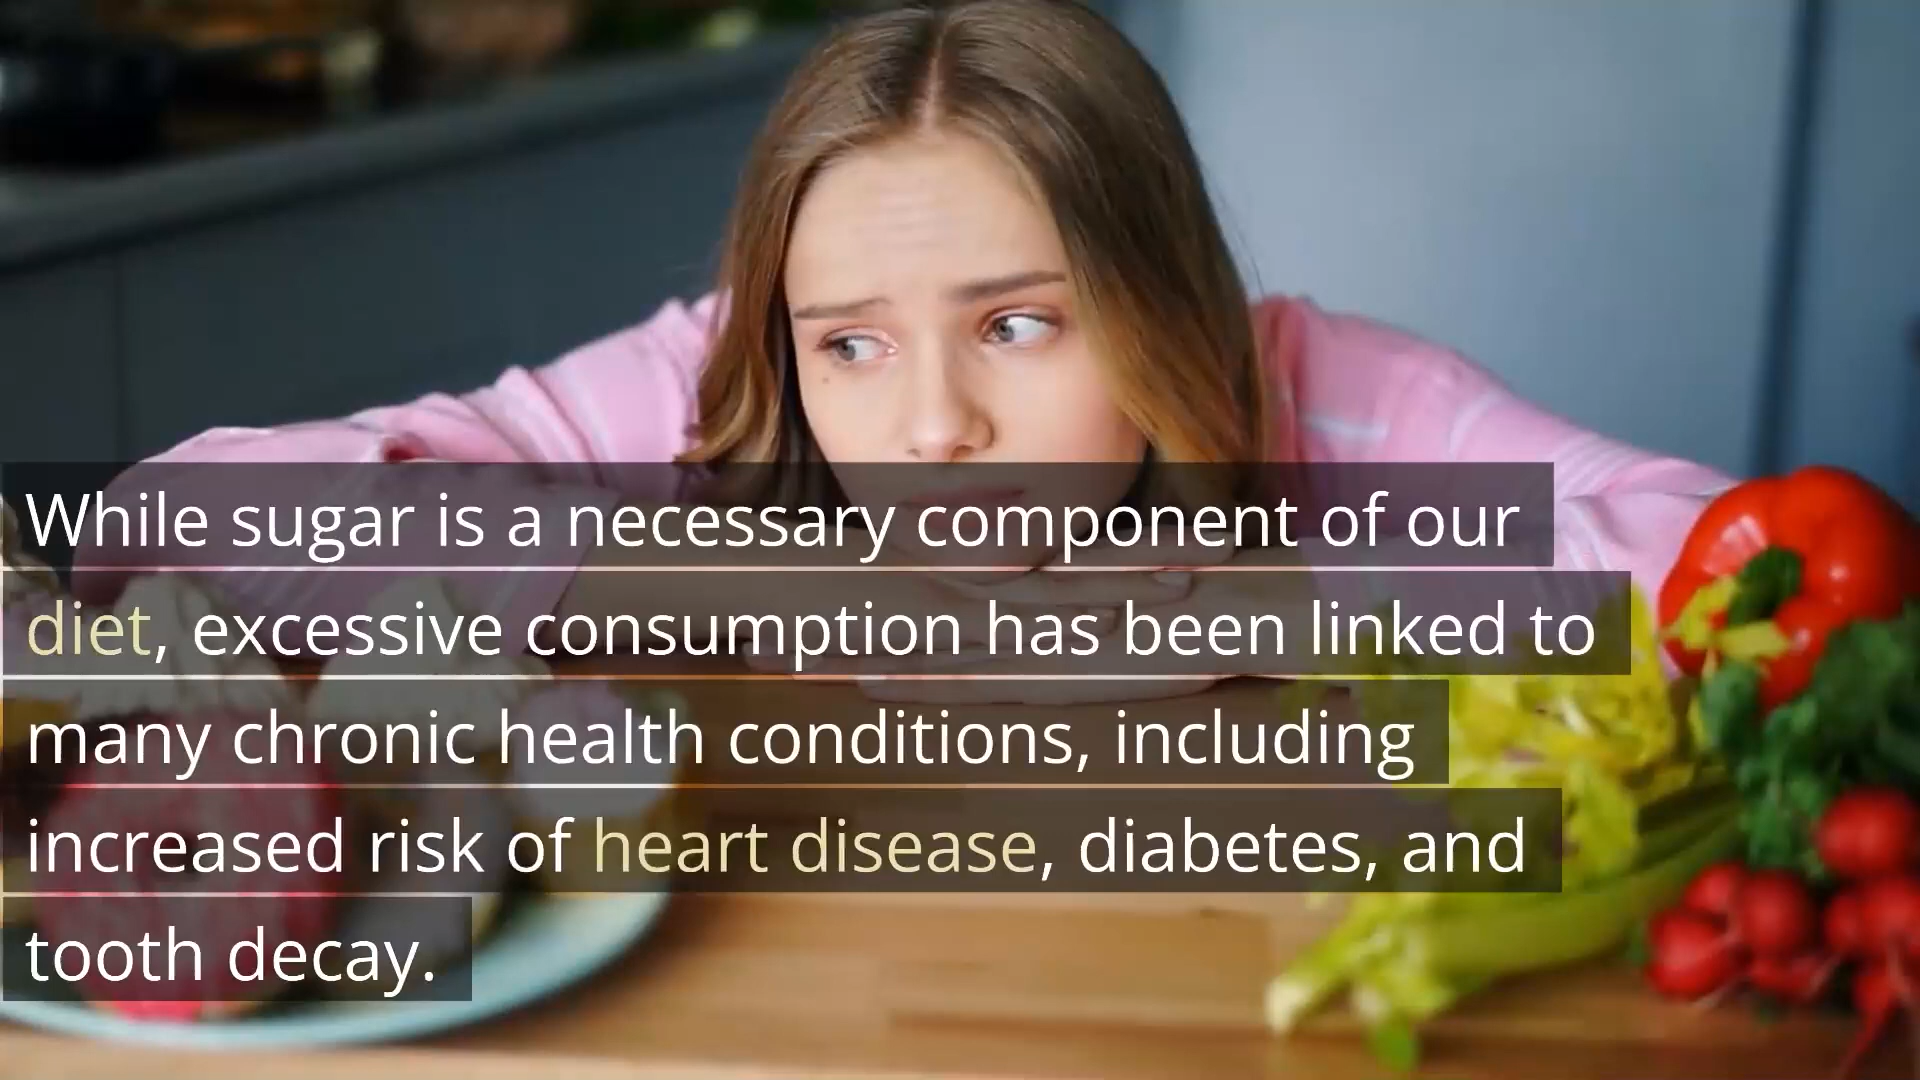 While sugar is a necessary component of our
diet, excessive consumption has been linked to
many chronic health conditions, including
increased risk of heart disease, diabetes, and
tooth decay.